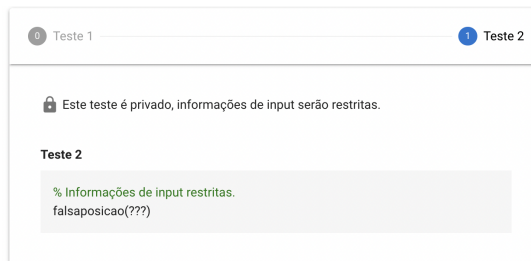 0 Teste 1
1 Teste 2
Este teste é privado, informações de input serão restritas.
Teste 2
% Informações de input restritas.
falsaposicao(???)